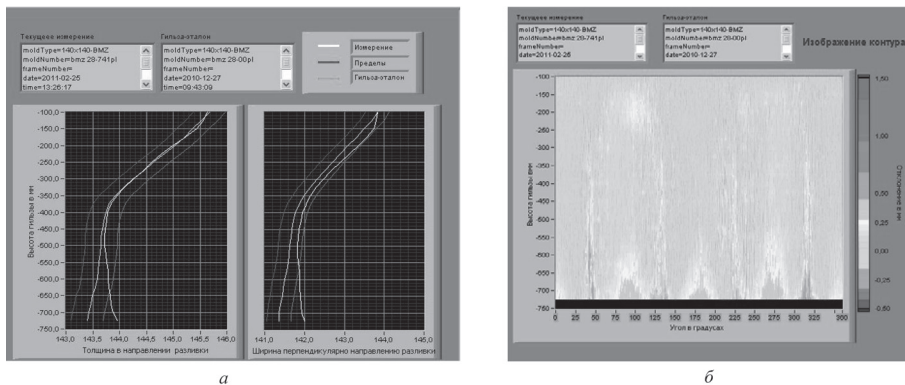 Текущее измерение
Гильза-эталон
moldType=140x140-BMZ
moldNumber=bmz 28-741pl
frameNumber=
date=2011-02-25
time=13:26:17
moldType=140x140-BMZ
moldNumber=bmz 28-00pl
frameNumber=
date=2010-12-27
time=09:43:09
Измерение
Пределы
Гильза-эталон
Высота гильзы в мм
-100,0
-150,0
-200,0
-250,0
-300,0
-350,0
-400,0
-450,0
-500,0
-550,0
-600,0
-650,0
-700,0
-750,0
143,0 143,5 144,0 144,5 145,0 145,5 146,0
Толщина в направлении разливки
141,0 142,0 143,0 144,0 145,0
Ширина перпендикулярно направлению разливки
а
Текущее измерение
Гильза-эталон
moldType=140x140-BMZ
moldNumber=bmz 28-741pl
frameNumber=
date=2011-02-25
moldType=140x140-BMZ
moldNumber=bmz 28-00pl
frameNumber=
date=2010-12-27
Изображение контура
Высота гильзы вмм
-100
-150
-200
-250
-300
-350
-400
-450
-500
-550
-600
-650
-700
-750
0 25 50 75 100 125 150 175 200 225 250 275 300 325 360
Угол в градусах
1,50
1,00
0,50
0,25
0,00
-0,25
-0,50
Отклонение в мм
б